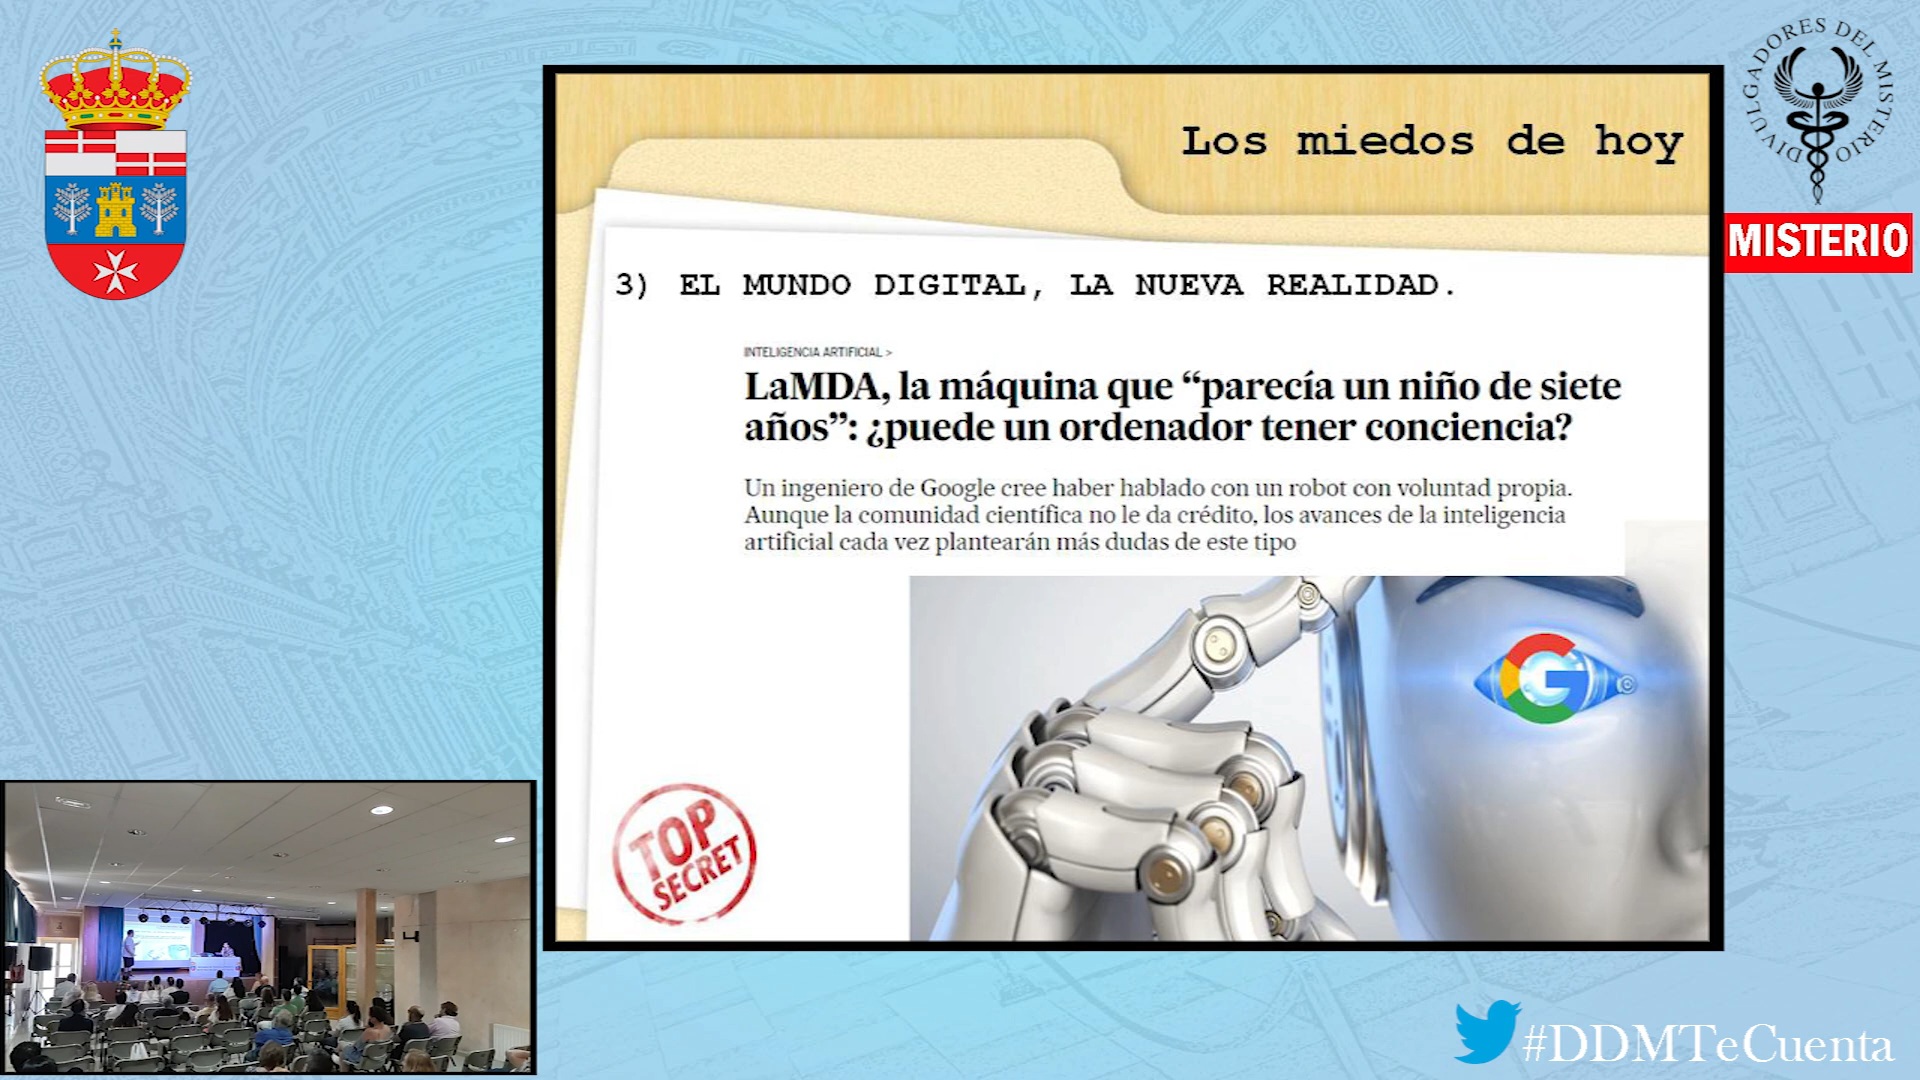 DIVULGADORES DEL MISTERIO
MISTERIO
Los miedos de hoy
3) EL MUNDO DIGITAL, LA NUEVA REALIDAD.
INTELIGENCIA ARTIFICIAL >
LaMDA, la máquina que “parecía un niño de siete
años”: ¿puede un ordenador tener conciencia?
Un ingeniero de Google cree haber hablado con un robot con voluntad propia.
Aunque la comunidad científica no le da crédito, los avances de la inteligencia
artificial cada vez plantearán más dudas de este tipo
G
TOP
SECRET
#DDMTeCuenta